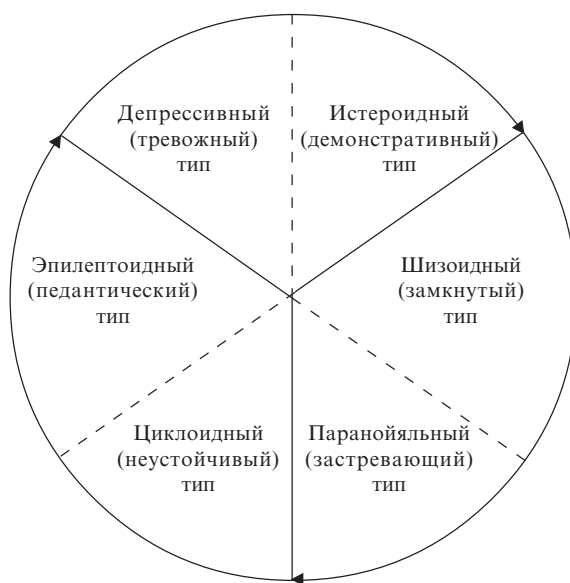 Депрессивный
(тревожный)
тип
Истероидный
(демонстративный)
тип
Эпилептоидный
(педантический)
тип
Шизоидный
(замкнутый)
тип
Циклоидный
(неустойчивый)
тип
Паранойяльный
(застревающий)
тип